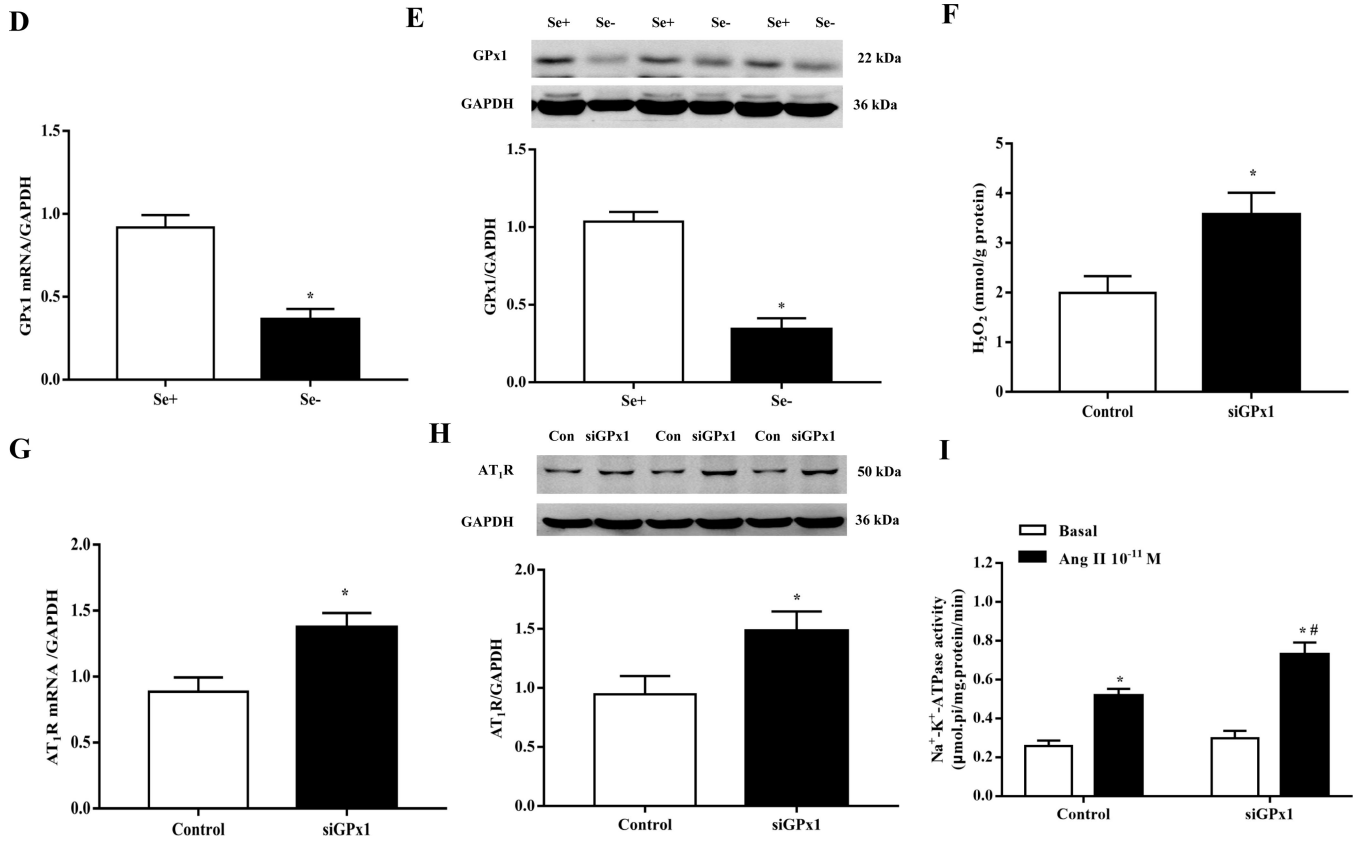 D
GPx1 mRNA/GAPDH
1.5
1.0
0.5
0.0
*
Se+ Se-
E
Se+ Se- Se+ Se- Se+ Se-
GPx1 22 kDa
GAPDH 36 kDa
GPx1/GAPDH
1.5
1.0
0.5
0.0
*
Se+ Se-
F
H₂O₂ (mmol/g protein)
5
4
3
2
1
0
*
Control siGPx1
G
AT₁R mRNA /GAPDH
2.0
1.5
1.0
0.5
0.0
*
Control siGPx1
H
Con siGPx1 Con siGPx1 Con siGPx1
AT₁R 50 kDa
GAPDH 36 kDa
AT₁R/GAPDH
2.0
1.5
1.0
0.5
0.0
*
Control siGPx1
I
Basal
Ang II 10⁻¹¹ M
Na⁺-K⁺-ATPase activity
(μmol.pi/mg.protein/min)
1.2
1.0
0.8
0.6
0.4
0.2
0.0
*
* #
Control siGPx1